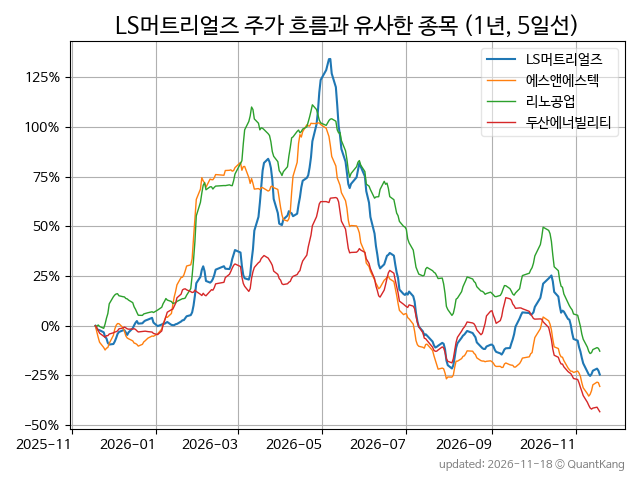 LS머트리얼즈 주가 흐름과 유사한 종목 (1년, 5일선)
LS머트리얼즈
에스앤에스텍
리노공업
두산에너빌리티
125%
100%
75%
50%
25%
0%
−25%
−50%
2025-11
2026-01
2026-03
2026-05
2026-07
2026-09
2026-11
updated: 2026-11-18 © QuantKang